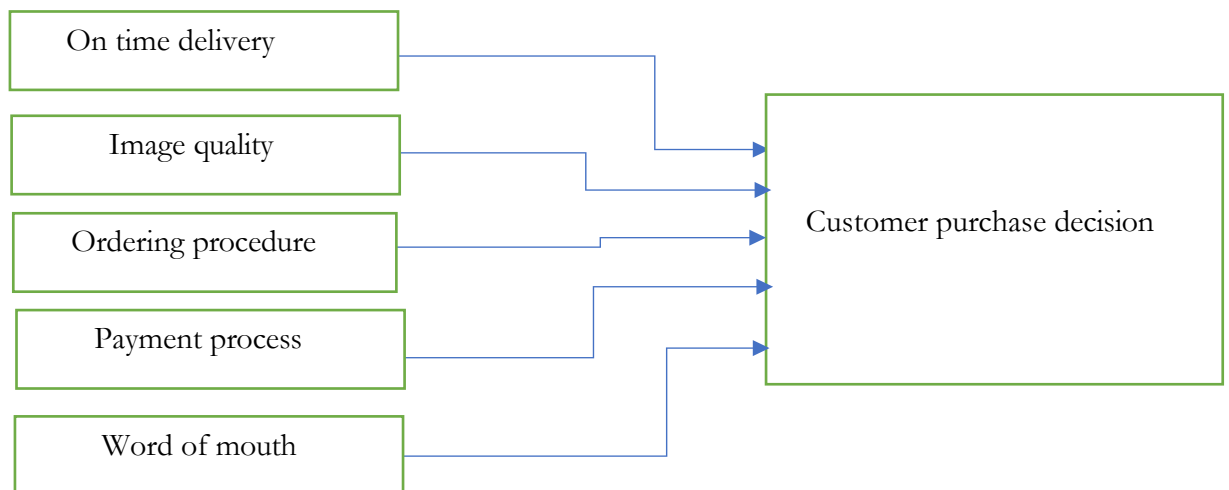 On time delivery
Image quality
Ordering procedure
Customer purchase decision
Payment process
Word of mouth